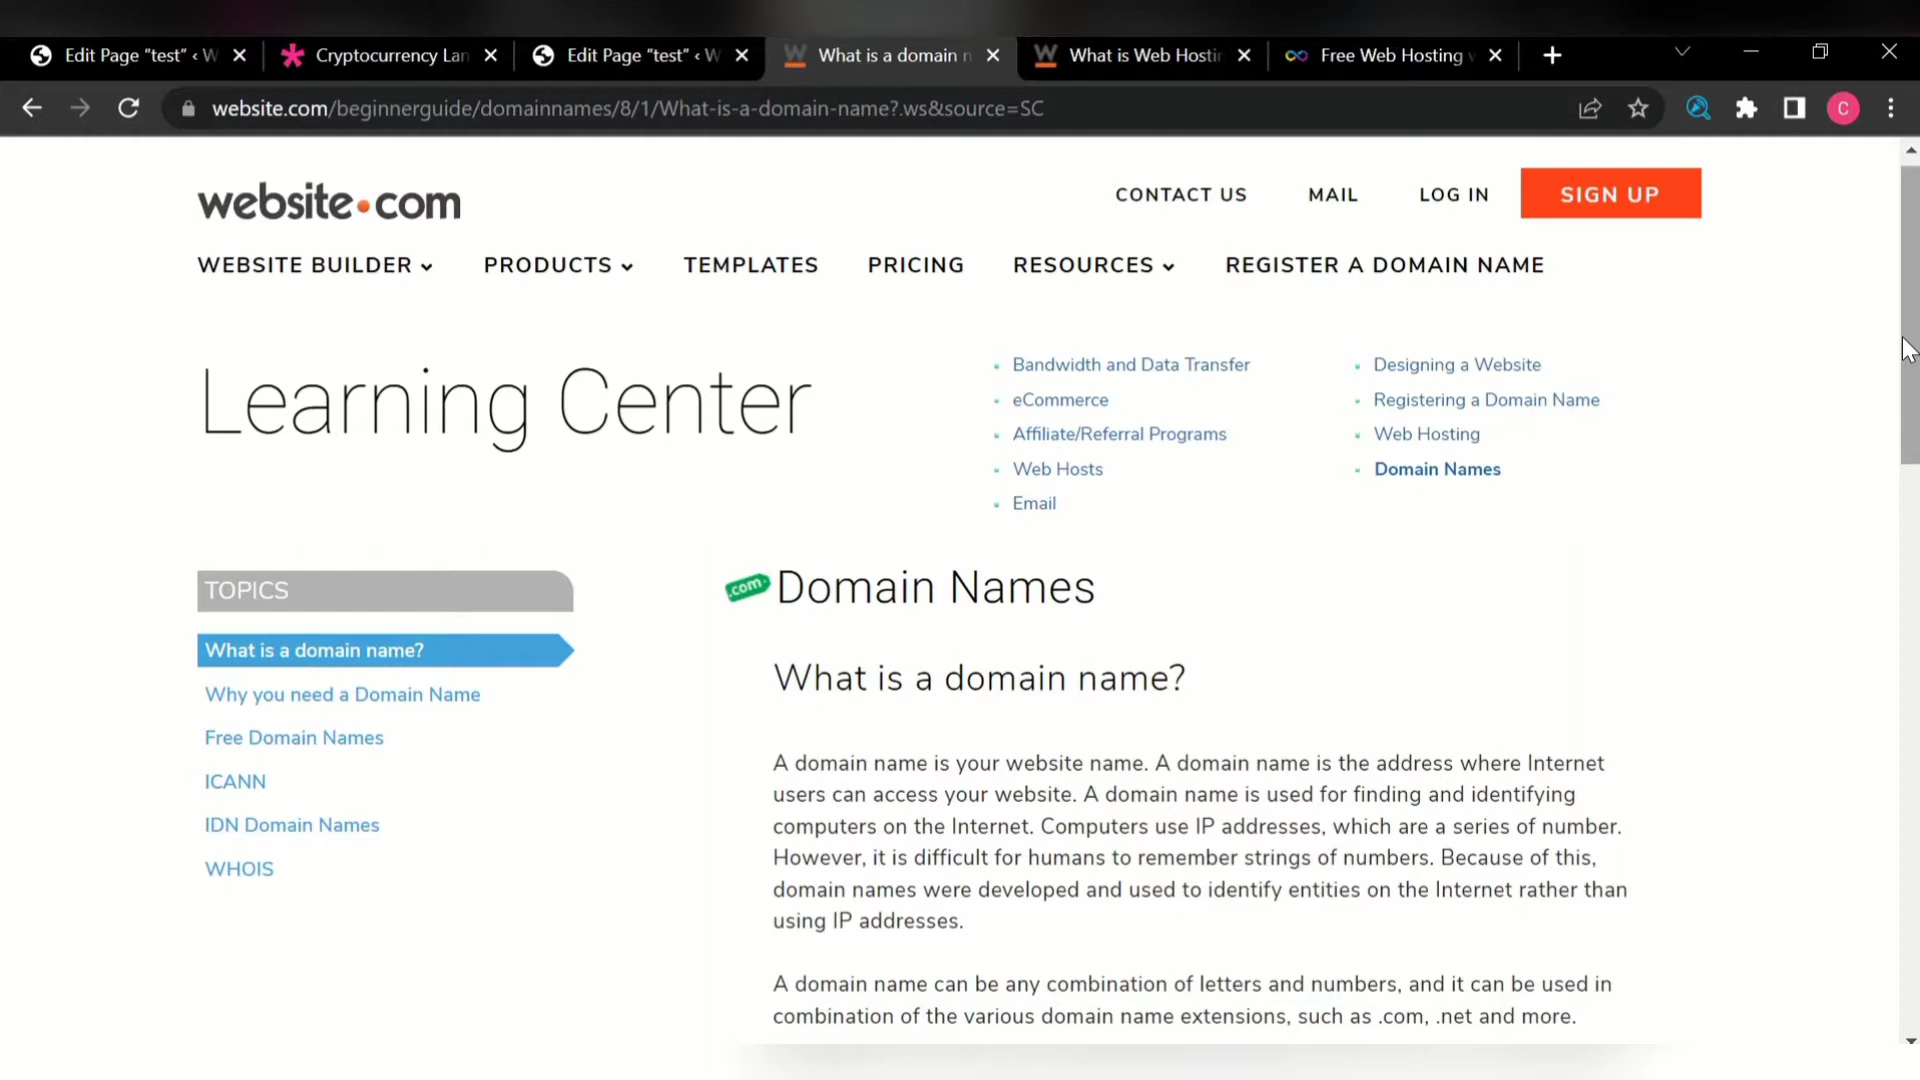 Edit Page “test” ‹ W
Cryptocurrency Lan
Edit Page “test” ‹ W
What is a domain n
What is Web Hostin
Free Web Hosting w
website.com/beginnerguide/domainnames/8/1/What-is-a-domain-name?.ws&source=SC
C
website.com
CONTACT US
MAIL
LOG IN
SIGN UP
WEBSITE BUILDER
PRODUCTS
TEMPLATES
PRICING
RESOURCES
REGISTER A DOMAIN NAME
Learning Center
Bandwidth and Data Transfer
eCommerce
Affiliate/Referral Programs
Web Hosts
Email
Designing a Website
Registering a Domain Name
Web Hosting
Domain Names
TOPICS
What is a domain name?
Why you need a Domain Name
Free Domain Names
ICANN
IDN Domain Names
WHOIS
.com
Domain Names
What is a domain name?
A domain name is your website name. A domain name is the address where Internet
users can access your website. A domain name is used for finding and identifying
computers on the Internet. Computers use IP addresses, which are a series of number.
However, it is difficult for humans to remember strings of numbers. Because of this,
domain names were developed and used to identify entities on the Internet rather than
using IP addresses.
A domain name can be any combination of letters and numbers, and it can be used in
combination of the various domain name extensions, such as .com, .net and more.